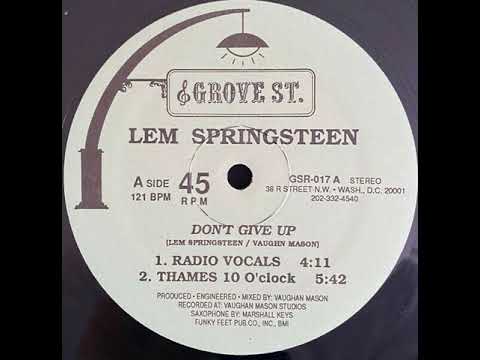 GROVE ST.
LEM SPRINGSTEEN
A SIDE 45 RPM
121 BPM
GSR-017 A STEREO
38 R STREET N.W. • WASH., D.C. 20001
202-332-4540
DON'T GIVE UP
[LEM SPRINGSTEEN / VAUGHN MASON]
1. RADIO VOCALS 4:11
2. THAMES 10 O'clock 5:42
PRODUCED • ENGINEERED • MIXED BY: VAUGHAN MASON
RECORDED AT: VAUGHAN MASON STUDIOS
SAXOPHONE BY: MARSHALL KEYS
FUNKY FEET PUB CO., INC., BMI